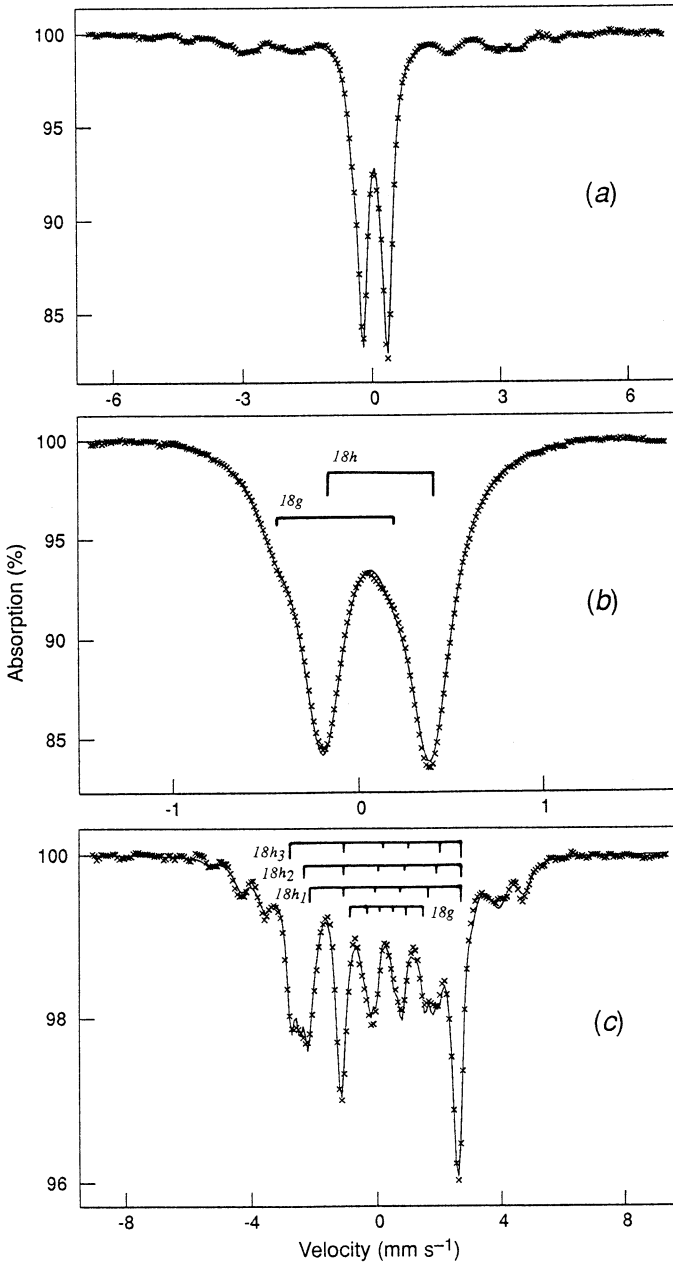 100
95
90
85
(a)
-6 -3 0 3 6
100
18h
18g
95
90
85
(b)
-1 0 1
Absorption (%)
100
18h3
18h2
18h1
18g
98
96
(c)
-8 -4 0 4 8
Velocity (mm s⁻¹)